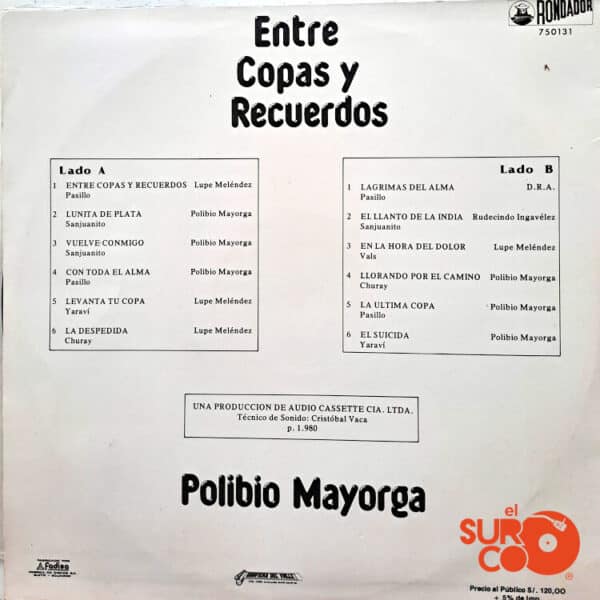 Entre
Copas y
Recuerdos
RONDADOR
750131
Lado A
1 ENTRE COPAS Y RECUERDOS Lupe Meléndez
Pasillo
2 LUNITA DE PLATA Polibio Mayorga
Sanjuanito
3 VUELVE CONMIGO Polibio Mayorga
Sanjuanito
4 CON TODA EL ALMA Polibio Mayorga
Pasillo
5 LEVANTA TU COPA Lupe Meléndez
Yaraví
6 LA DESPEDIDA Lupe Meléndez
Churay
Lado B
1 LAGRIMAS DEL ALMA D.R.A.
Pasillo
2 EL LLANTO DE LA INDIA Rudecindo Ingavélez
Sanjuanito
3 EN LA HORA DEL DOLOR Lupe Meléndez
Vals
4 LLORANDO POR EL CAMINO Polibio Mayorga
Churay
5 LA ULTIMA COPA Polibio Mayorga
Pasillo
6 EL SUICIDA Polibio Mayorga
Yaraví
UNA PRODUCCION DE AUDIO CASSETTE CIA. LTDA.
Técnico de Sonido: Cristóbal Vaca
p. 1.980
Polibio Mayorga
el
SUR
CO
®
Fadisa
Precio al Público S/. 120,00
+ 5% de Imp.